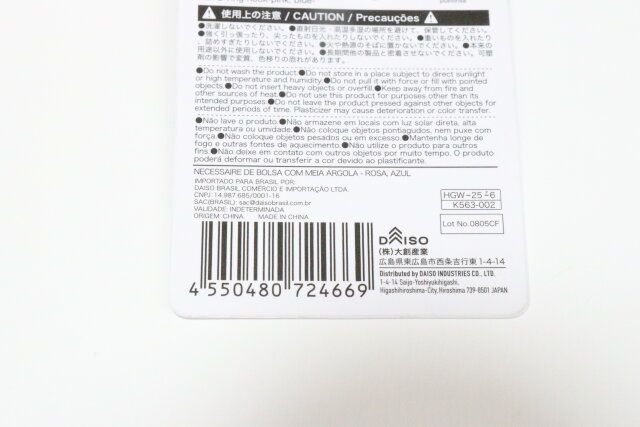 使用上の注意 / CAUTION / Precauções
●洗濯しないでください。●直射日光・高温多湿の場所を避けて、保管してください。
●強く引っ張ったり、尖ったものを入れたりしないでください。●重いものを入れたり、
詰めすぎたりしないでください。●火や熱源のそばに置かないでください。●本来の
用途以外に使用しないでください。●長期間他の製品と密着させないでください。可塑
剤の影響で変質、色移りの恐れがあります。
●Do not wash the product.●Do not store in a place subject to direct sunlight
or high temperature and humidity.●Do not pull it with force or fill with pointed
objects.●Do not insert heavy objects or overfill.●Keep away from fire and
other sources of heat.●Do not use this product for purposes other than its
intended purposes.●Do not leave the product pressed against other objects for
extended periods of time. Plasticizer may cause deterioration or color transfer.
●Não lave o produto.●Não armazene em locais com luz solar direta, alta
temperatura ou umidade.●Não coloque objetos pontiagudos, nem puxe com
força.●Não coloque objetos pesados ou em excesso.●Mantenha longe de
fogo e outras fontes de aquecimento.●Não utilize o produto para outros
fins.●Não deixe em contato com outros objetos por muito tempo. O produto
poderá deformar ou transferir a cor devido ao plastificante.
NECESSAIRE DE BOLSA COM MEIA ARGOLA - ROSA, AZUL
IMPORTADO PARA BRASIL POR:
DAISO BRASIL COMÉRCIO E IMPORTAÇÃO LTDA.
CNPJ: 14.987.685/0001-16
SAC(BRASIL): sac@daisobrasil.com.br
VALIDADE: INDETERMINADA
ORIGEM: CHINA. MADE IN CHINA
HGW-25-6
K563-002
Lot No.0805CF
DAISO
(株)大創産業
広島県東広島市西条吉行東1-4-14
Distributed by DAISO INDUSTRIES CO., LTD.
1-4-14 Saijo-Yoshiyukihigashi,
Higashihiroshima-City, Hiroshima 739-8501, JAPAN
4 550480 724669